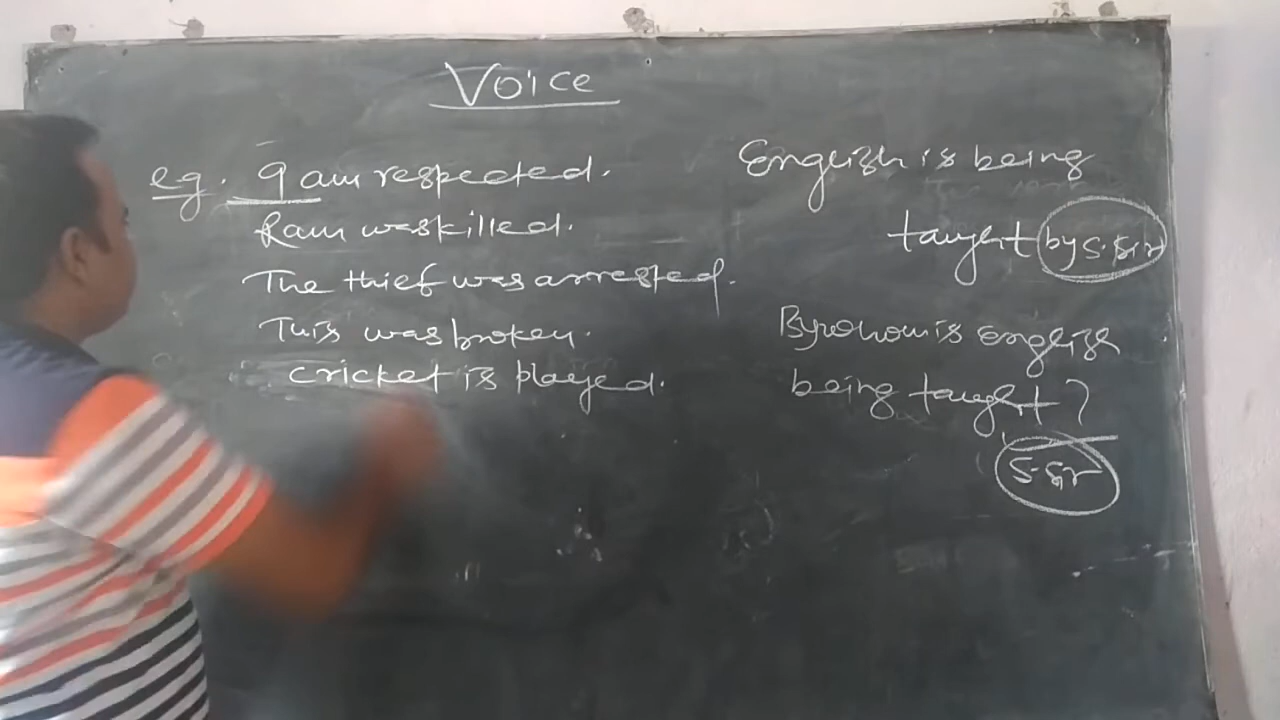 Voice
eg. I am respected.
Ram was killed.
The thief was arrested.
This was broken.
cricket is played.
English is being
taught by S. Sir
By whom is english
being taught?
S. Sir